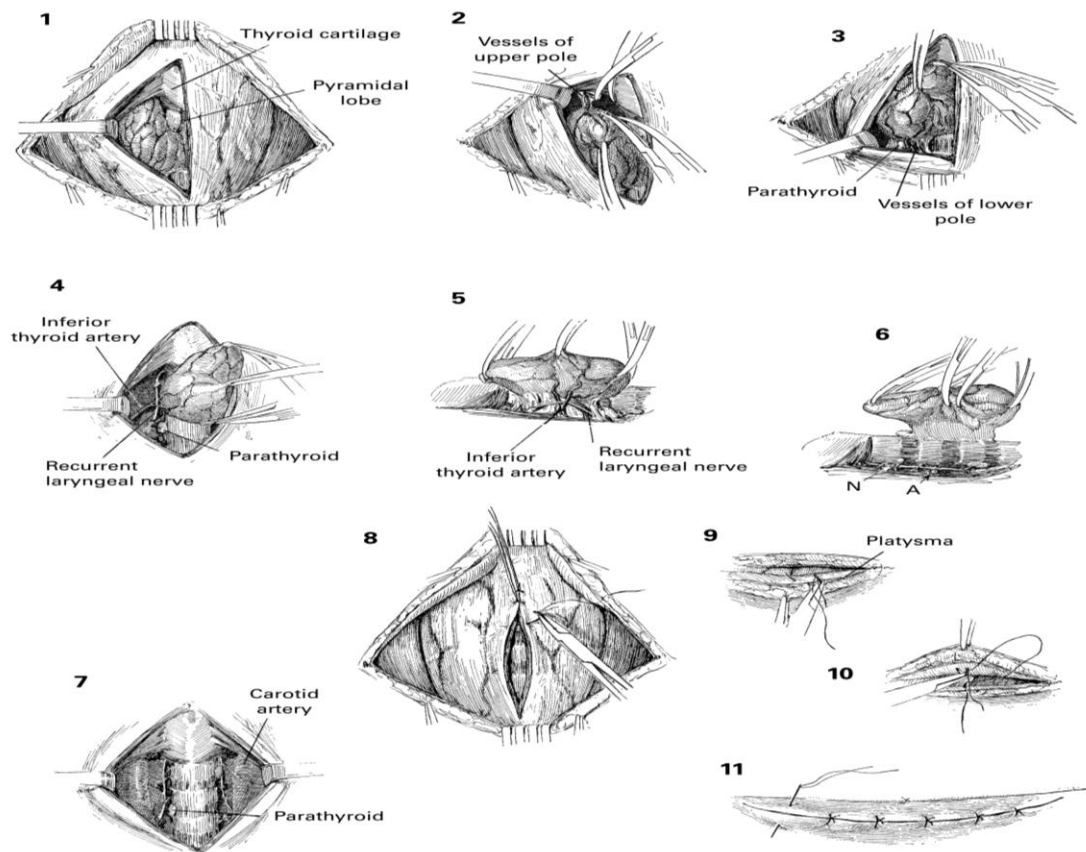 1
Thyroid cartilage
Pyramidal
lobe
2
Vessels of
upper pole
3
Parathyroid
Vessels of lower
pole
4
Inferior
thyroid artery
Recurrent
laryngeal nerve
Parathyroid
5
Inferior
thyroid artery
Recurrent
laryngeal nerve
6
N
A
7
Carotid
artery
Parathyroid
8
9
Platysma
10
11